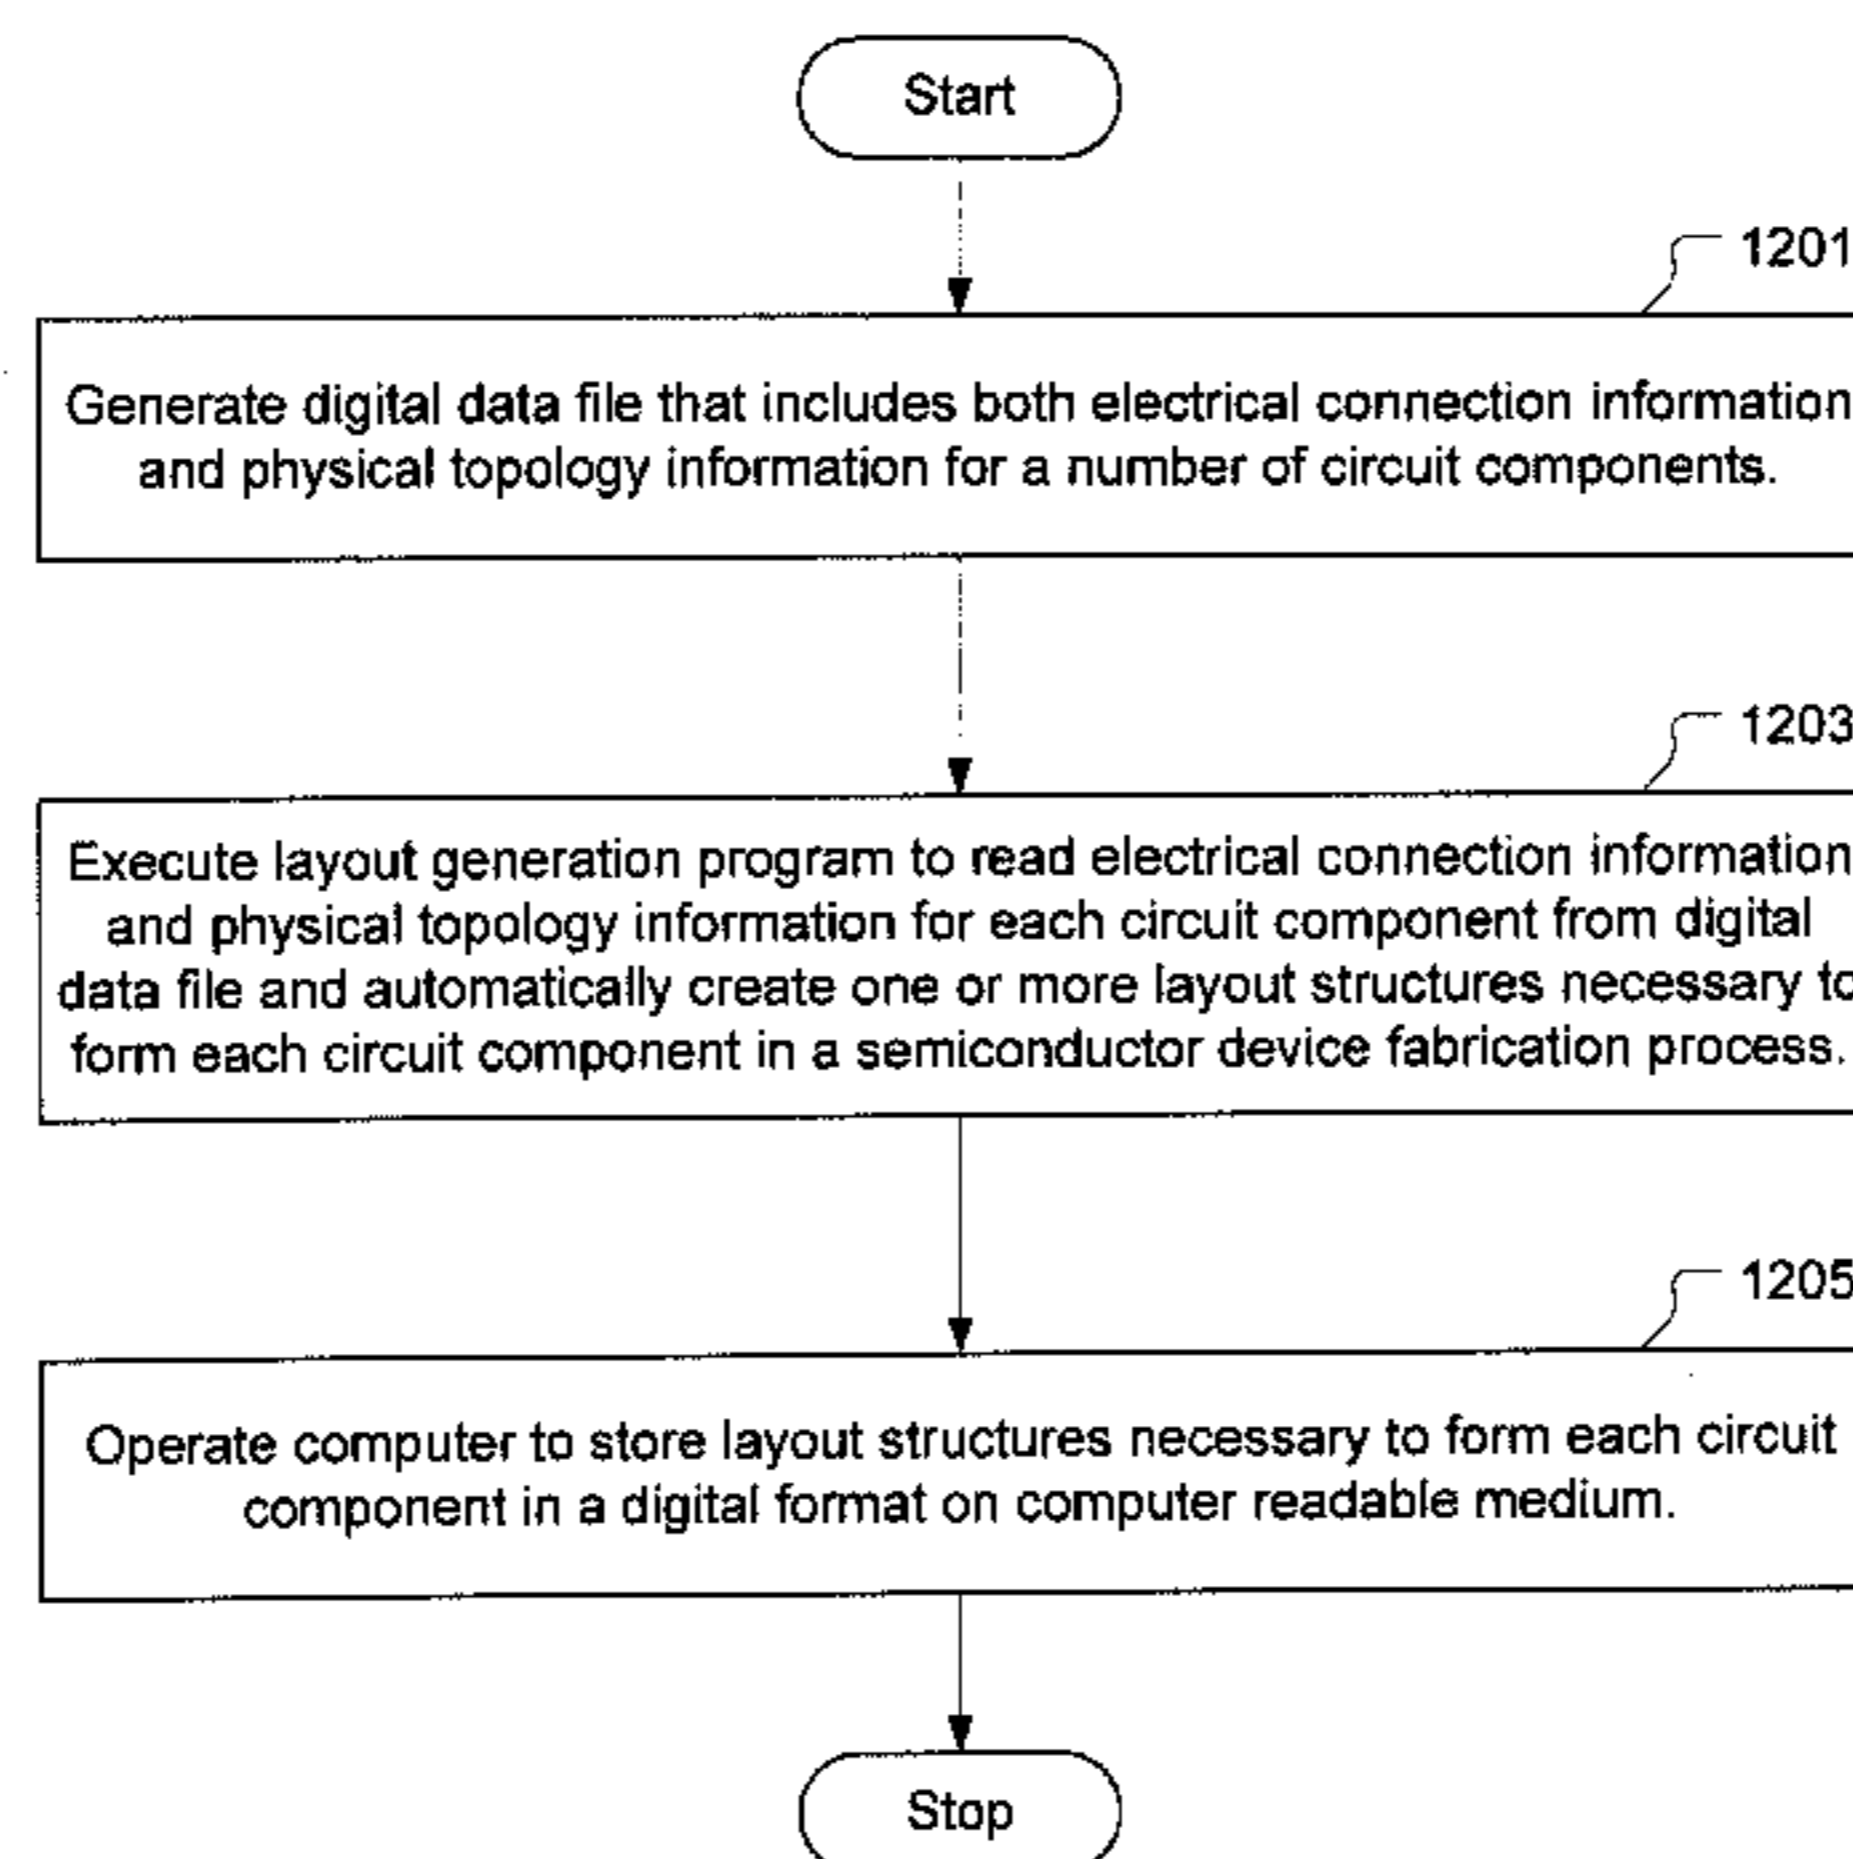 Start
1201
Generate digital data file that includes both electrical connection information
and physical topology information for a number of circuit components.
1203
Execute layout generation program to read electrical connection information
and physical topology information for each circuit component from digital
data file and automatically create one or more layout structures necessary to
form each circuit component in a semiconductor device fabrication process.
1205
Operate computer to store layout structures necessary to form each circuit
component in a digital format on computer readable medium.
Stop